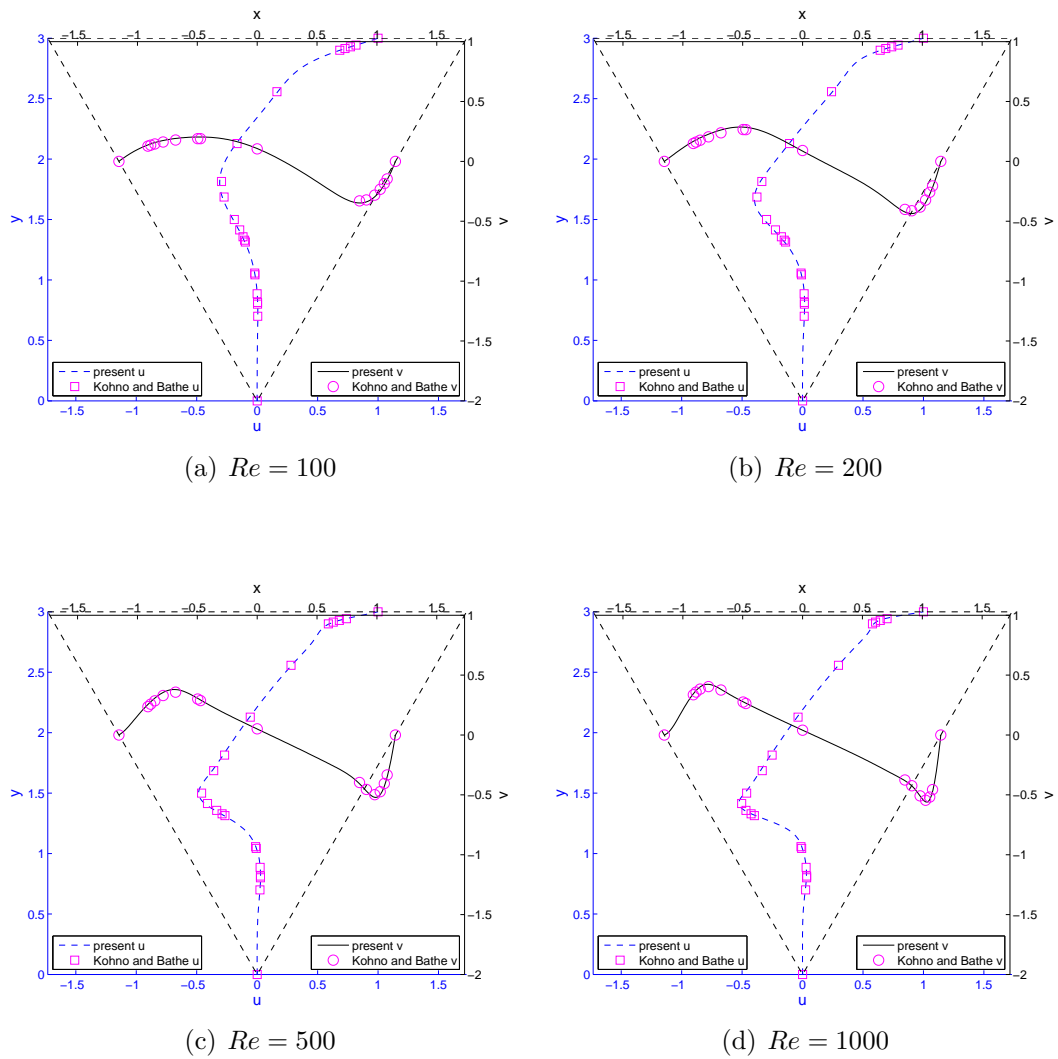 x
−1.5 −1 −0.5 0 0.5 1 1.5
3 2.5 2 1.5 1 0.5 0
y
1 0.5 0 −0.5 −1 −1.5 −2
v
present u
Kohno and Bathe u
present v
Kohno and Bathe v
−1.5 −1 −0.5 0 0.5 1 1.5
u
(a) Re = 100
x
−1.5 −1 −0.5 0 0.5 1 1.5
3 2.5 2 1.5 1 0.5 0
y
1 0.5 0 −0.5 −1 −1.5 −2
v
present u
Kohno and Bathe u
present v
Kohno and Bathe v
−1.5 −1 −0.5 0 0.5 1 1.5
u
(b) Re = 200
x
−1.5 −1 −0.5 0 0.5 1 1.5
3 2.5 2 1.5 1 0.5 0
y
1 0.5 0 −0.5 −1 −1.5 −2
v
present u
Kohno and Bathe u
present v
Kohno and Bathe v
−1.5 −1 −0.5 0 0.5 1 1.5
u
(c) Re = 500
x
−1.5 −1 −0.5 0 0.5 1 1.5
3 2.5 2 1.5 1 0.5 0
y
1 0.5 0 −0.5 −1 −1.5 −2
v
present u
Kohno and Bathe u
present v
Kohno and Bathe v
−1.5 −1 −0.5 0 0.5 1 1.5
u
(d) Re = 1000